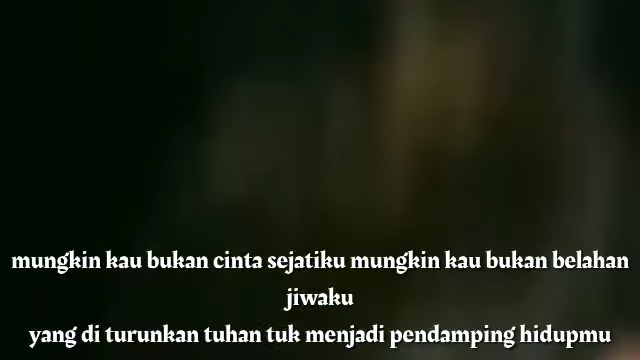 mungkin kau bukan cinta sejatiku mungkin kau bukan belahan
jiwaku
yang di turunkan tuhan tuk menjadi pendamping hidupmu